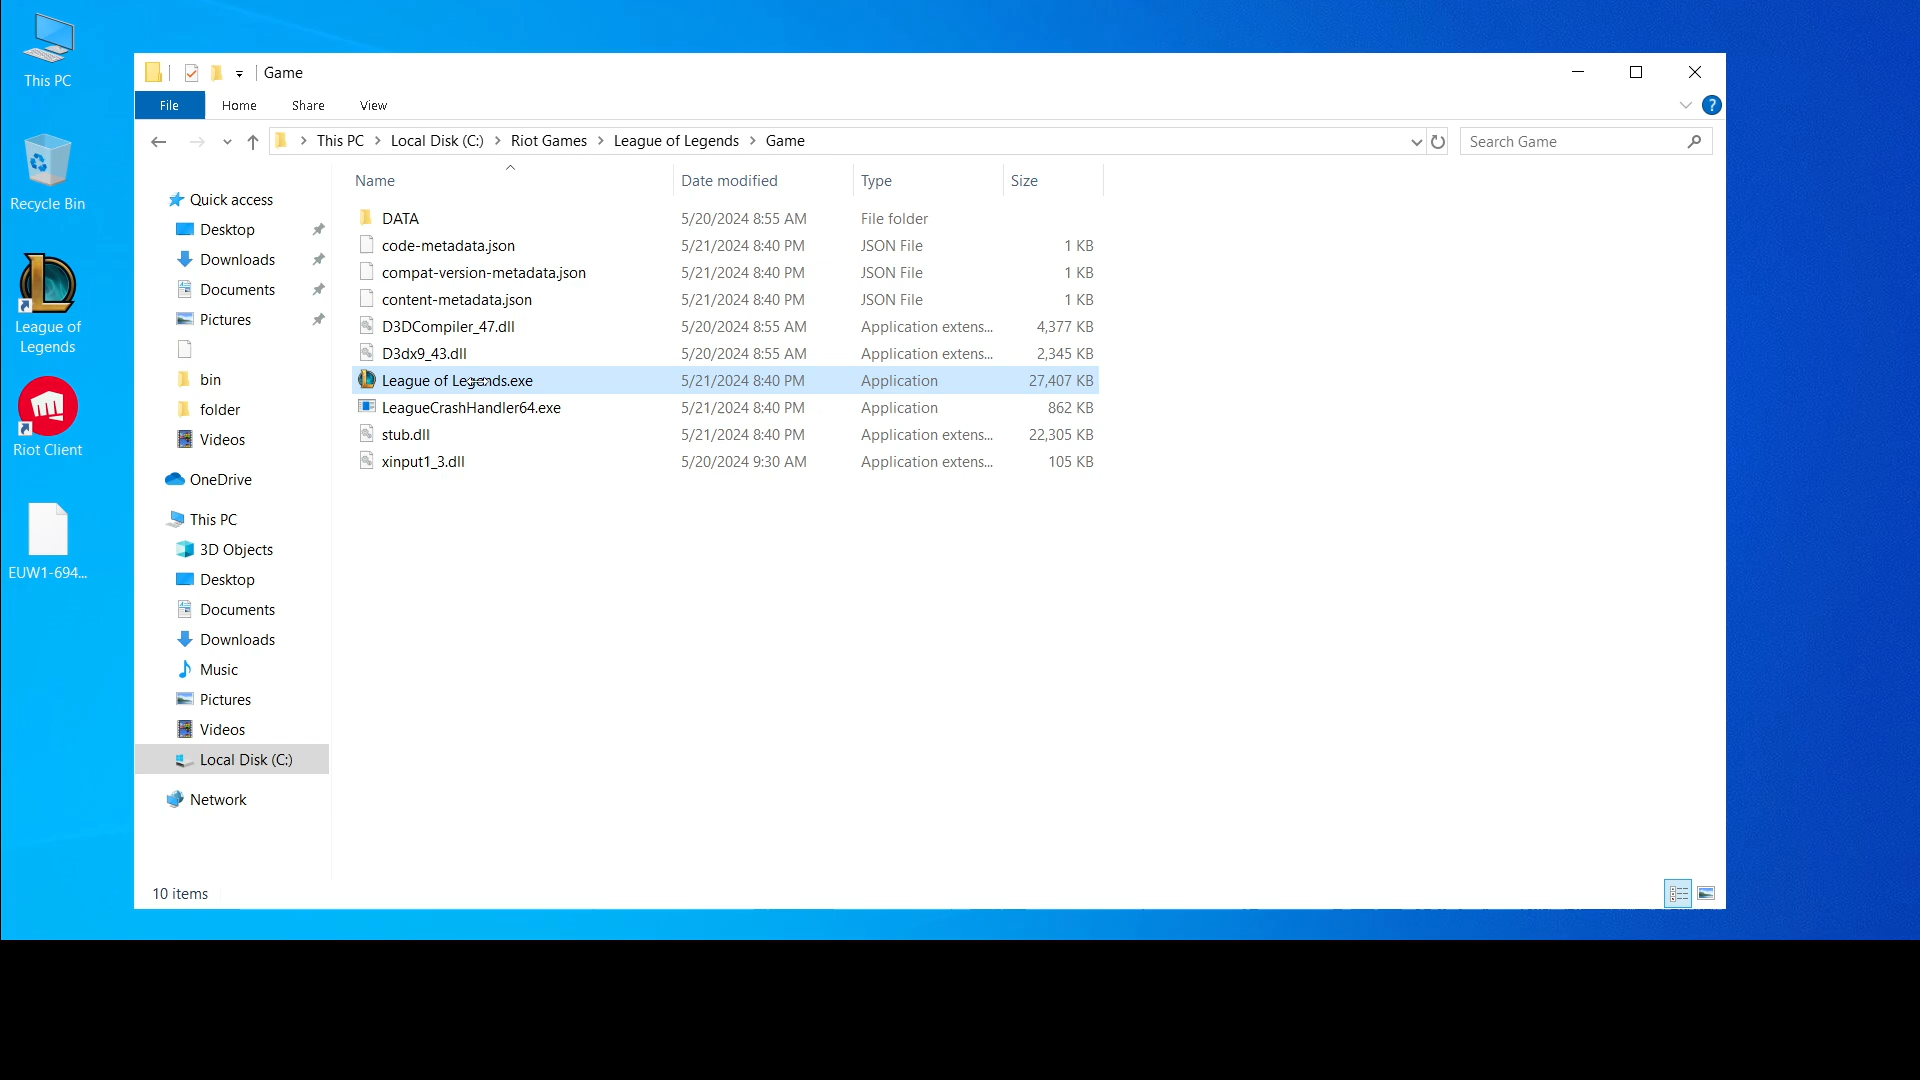 This PC
Recycle Bin
League of
Legends
Riot Client
EUW1-694...
Game
File Home Share View
This PC Local Disk (C:) Riot Games League of Legends Game
Search Game
Quick access
Desktop
Downloads
Documents
Pictures
bin
folder
Videos
OneDrive
This PC
3D Objects
Desktop
Documents
Downloads
Music
Pictures
Videos
Local Disk (C:)
Network
Name Date modified Type Size
DATA 5/20/2024 8:55 AM File folder
code-metadata.json 5/21/2024 8:40 PM JSON File 1 KB
compat-version-metadata.json 5/21/2024 8:40 PM JSON File 1 KB
content-metadata.json 5/21/2024 8:40 PM JSON File 1 KB
D3DCompiler_47.dll 5/20/2024 8:55 AM Application extens... 4,377 KB
D3dx9_43.dll 5/20/2024 8:55 AM Application extens... 2,345 KB
League of Legends.exe 5/21/2024 8:40 PM Application 27,407 KB
LeagueCrashHandler64.exe 5/21/2024 8:40 PM Application 862 KB
stub.dll 5/21/2024 8:40 PM Application extens... 22,305 KB
xinput1_3.dll 5/20/2024 9:30 AM Application extens... 105 KB
10 items